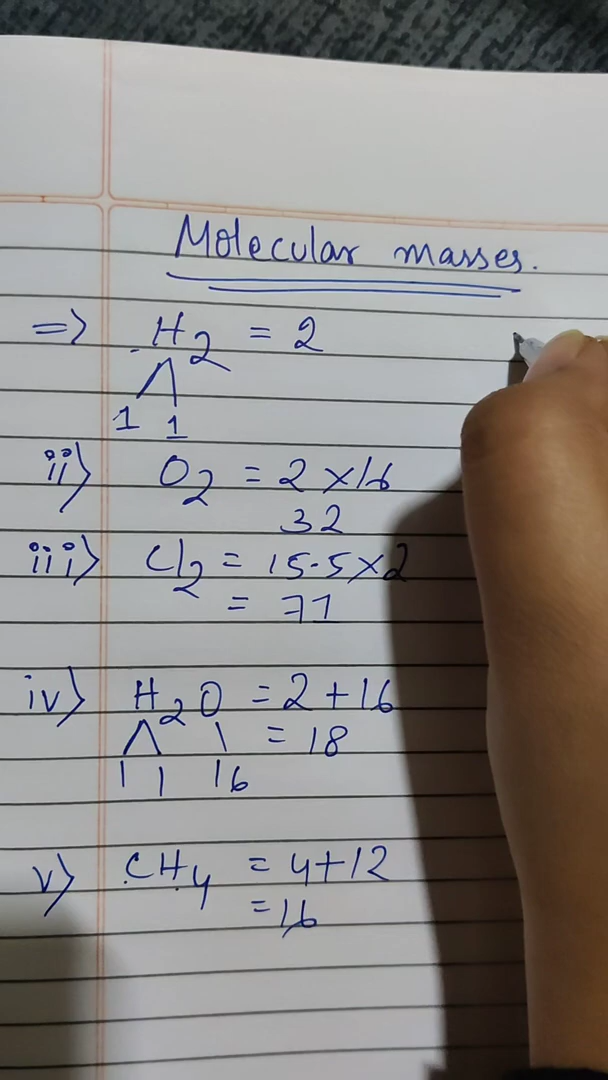 Molecular masses.
=> H2 = 2
1 1
ii) O2 = 2 x 16
32
iii) Cl2 = 15.5 x 2
= 71
iv) H2O = 2 + 16
= 18
1 1 16
v) CH4 = 4 + 12
= 16